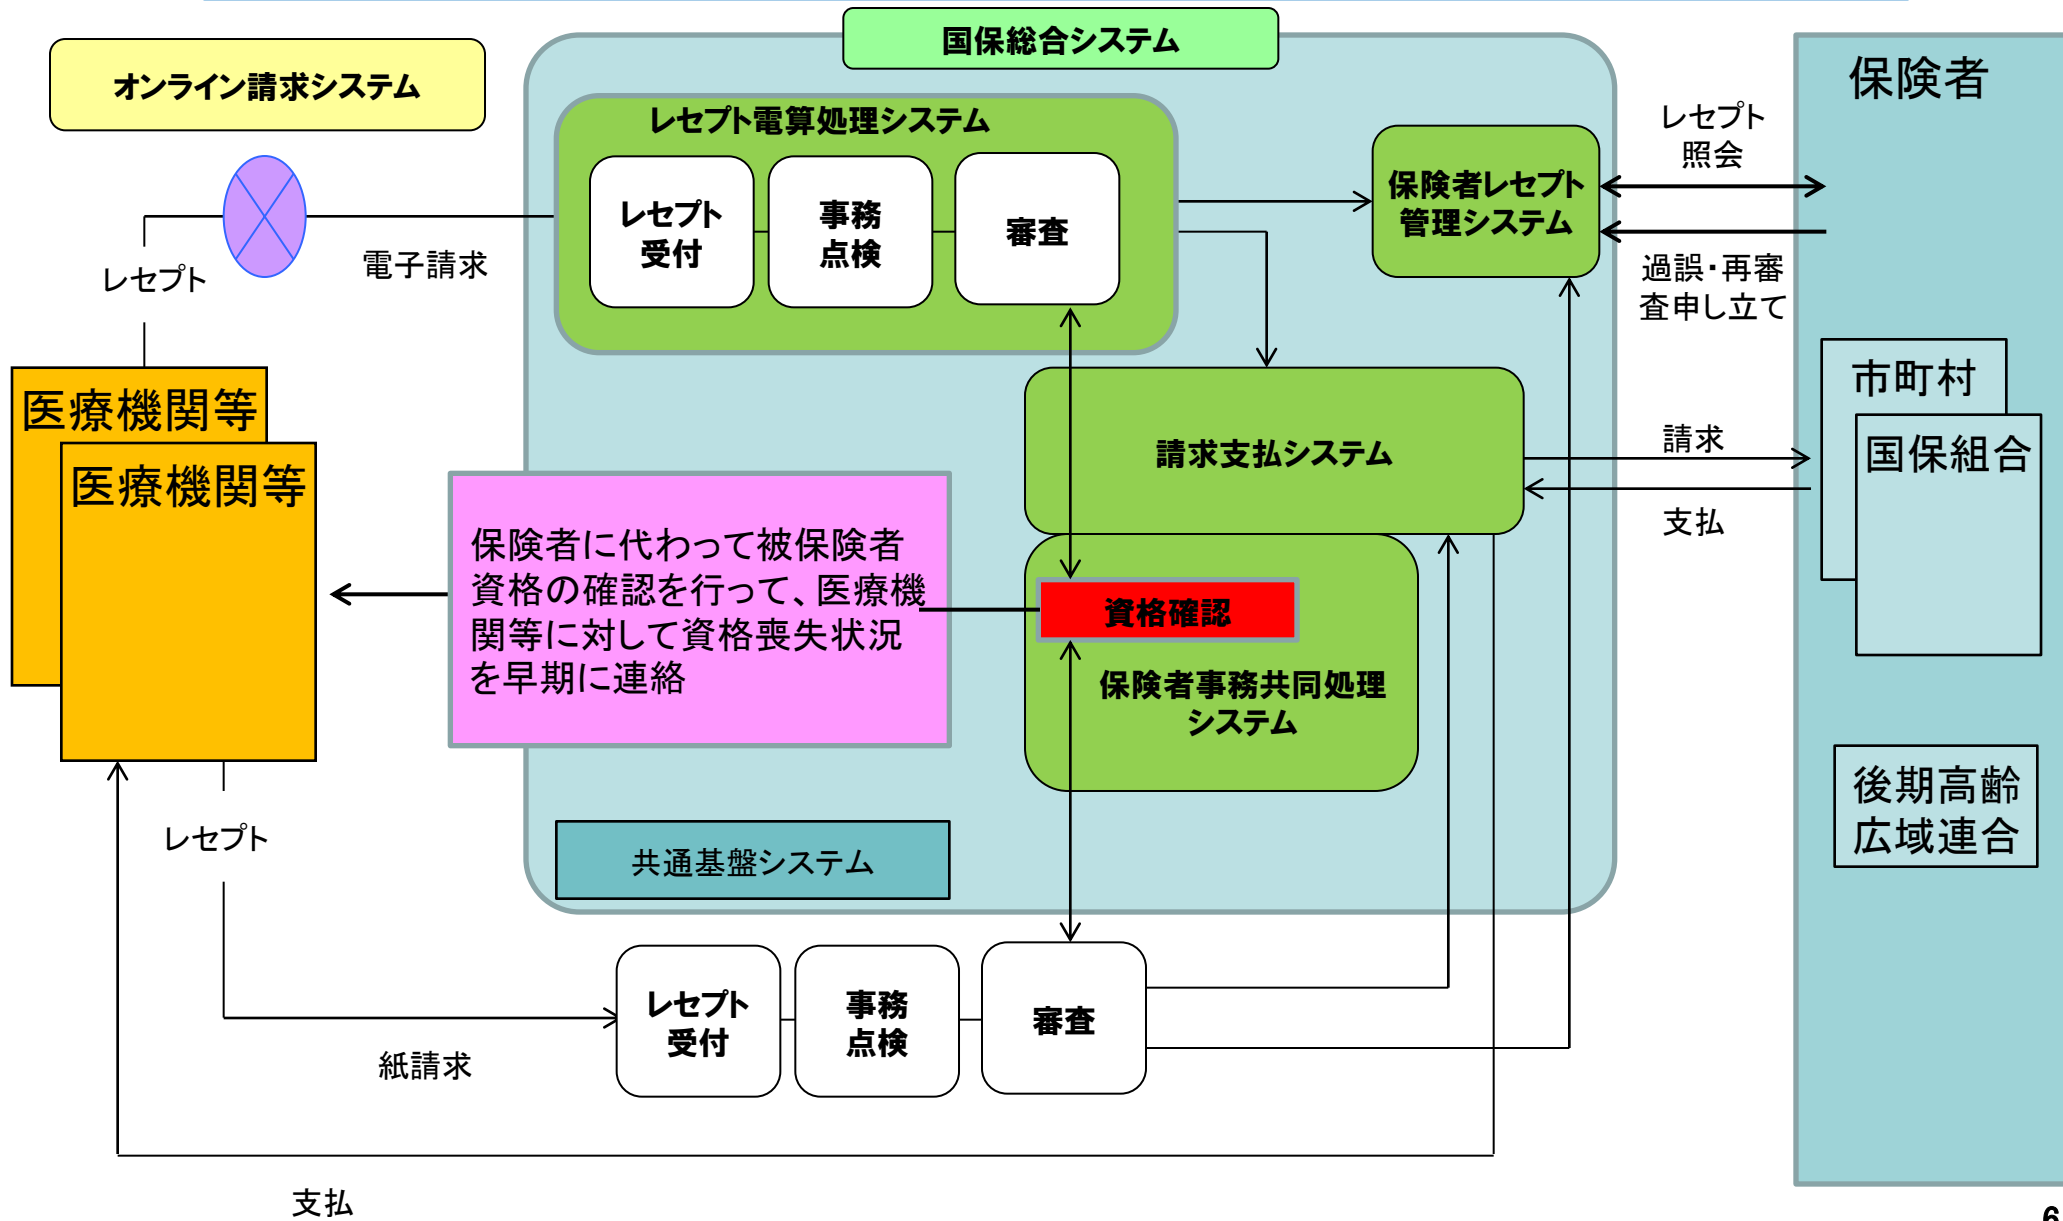 国保総合システム
オンライン請求システム
保険者
レセプト電算処理システム
レセプト
照会
レセプト
受付
事務
点検
審査
保険者レセプト
管理システム
電子請求
レセプト
過誤・再審
査申し立て
医療機関等
医療機関等
市町村
国保組合
請求支払システム
請求
支払
保険者に代わって被保険者
資格の確認を行って、医療機
関等に対して資格喪失状況
を早期に連絡
資格確認
保険者事務共同処理
システム
後期高齢
広域連合
レセプト
共通基盤システム
レセプト
受付
事務
点検
審査
紙請求
支払
6